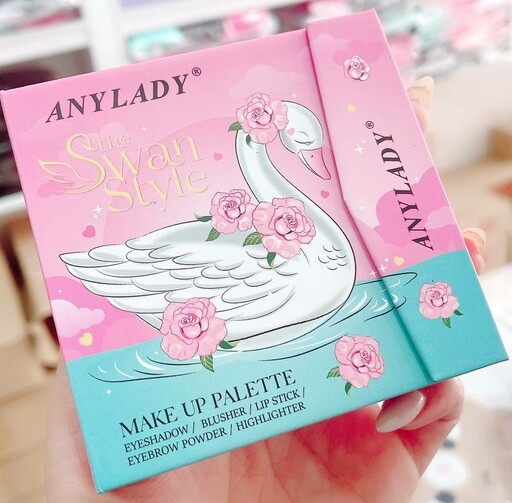 ANYLADY®
The
Swan
Style
ANYLADY®
MAKE UP PALETTE
EYESHADOW / BLUSHER / LIP STICK /
EYEBROW POWDER / HIGHLIGHTER